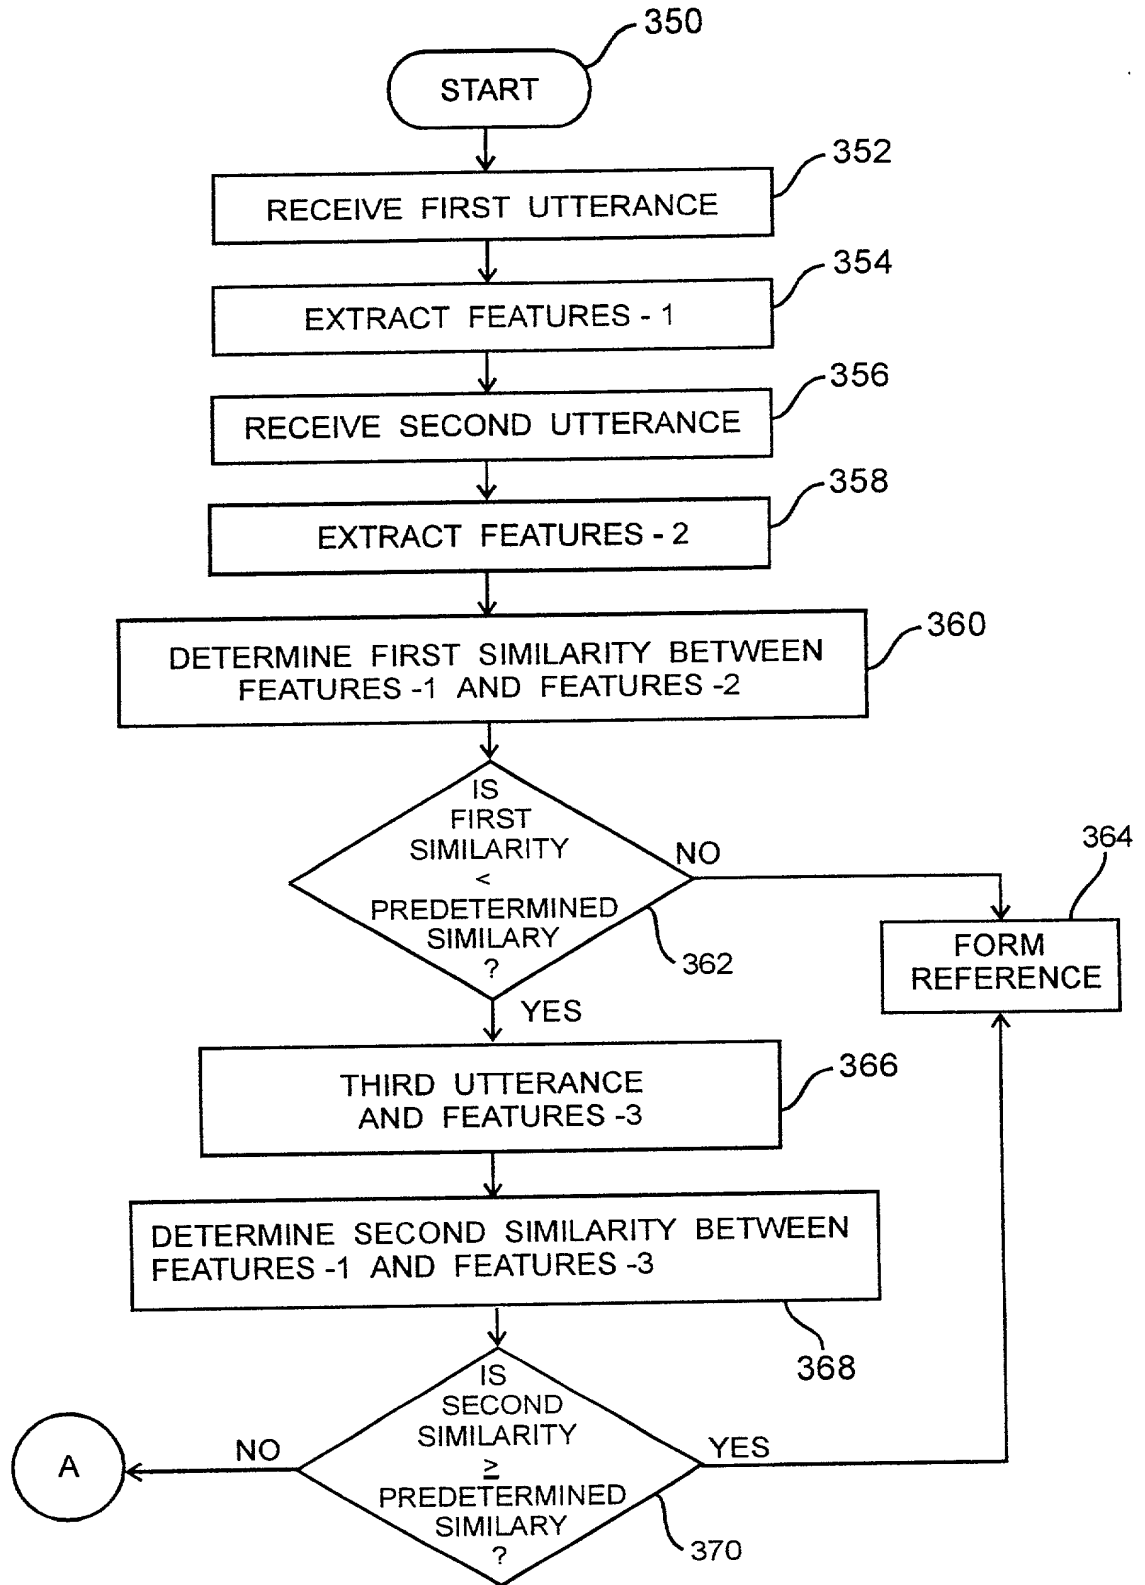 350
START
352
RECEIVE FIRST UTTERANCE
354
EXTRACT FEATURES - 1
356
RECEIVE SECOND UTTERANCE
358
EXTRACT FEATURES - 2
360
DETERMINE FIRST SIMILARITY BETWEEN
FEATURES -1 AND FEATURES -2
IS
FIRST
SIMILARITY
<
PREDETERMINED
SIMILARY
?
NO
362
364
FORM
REFERENCE
YES
366
THIRD UTTERANCE
AND FEATURES -3
DETERMINE SECOND SIMILARITY BETWEEN
FEATURES -1 AND FEATURES -3
368
IS
SECOND
SIMILARITY
≥
PREDETERMINED
SIMILARY
?
NO
YES
A
370